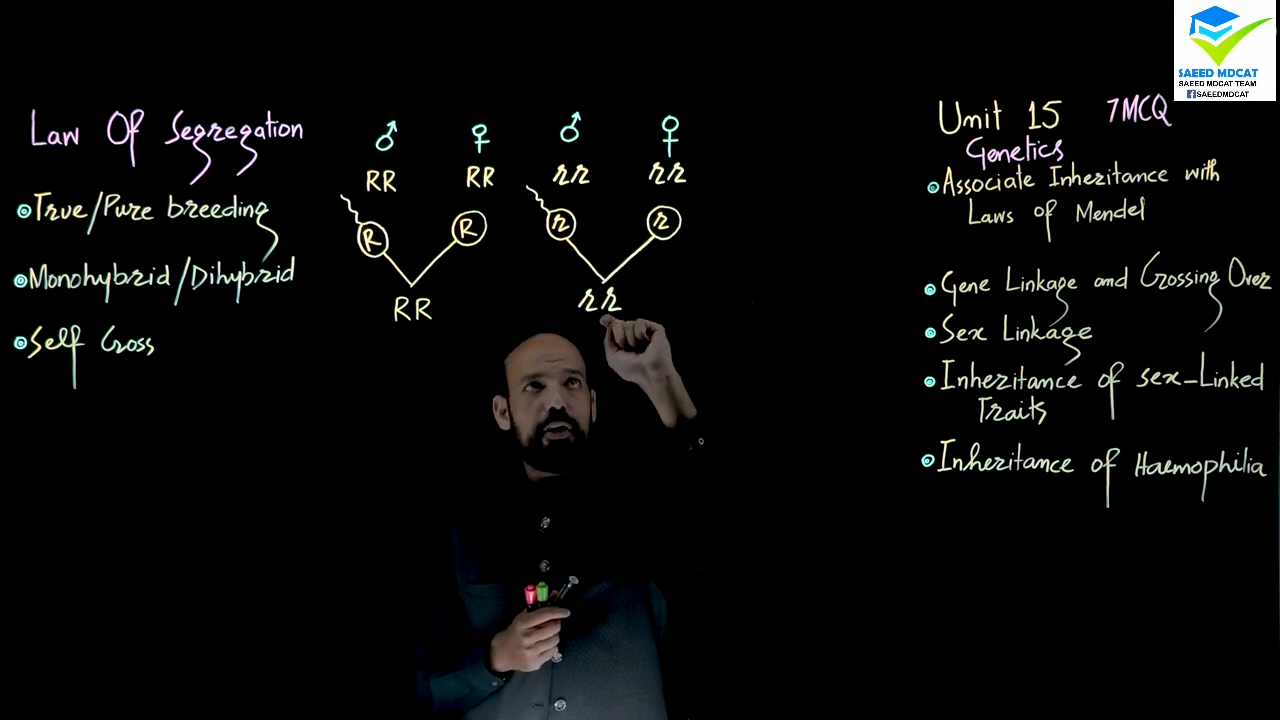 SAEED MDCAT
SAEED MDCAT TEAM
SAEEDMDCAT
Law Of Segregation
True/Pure breeding
Monohybrid/Dihybrid
Self Cross
♂ ♀ ♂ ♀
RR RR rr rr
R R r r
RR rr
Unit 15 7MCQ
Genetics
Associate Inheritance with
Laws of Mendel
Gene Linkage and Crossing Over
Sex Linkage
Inheritance of sex-Linked
Traits
Inheritance of Haemophilia